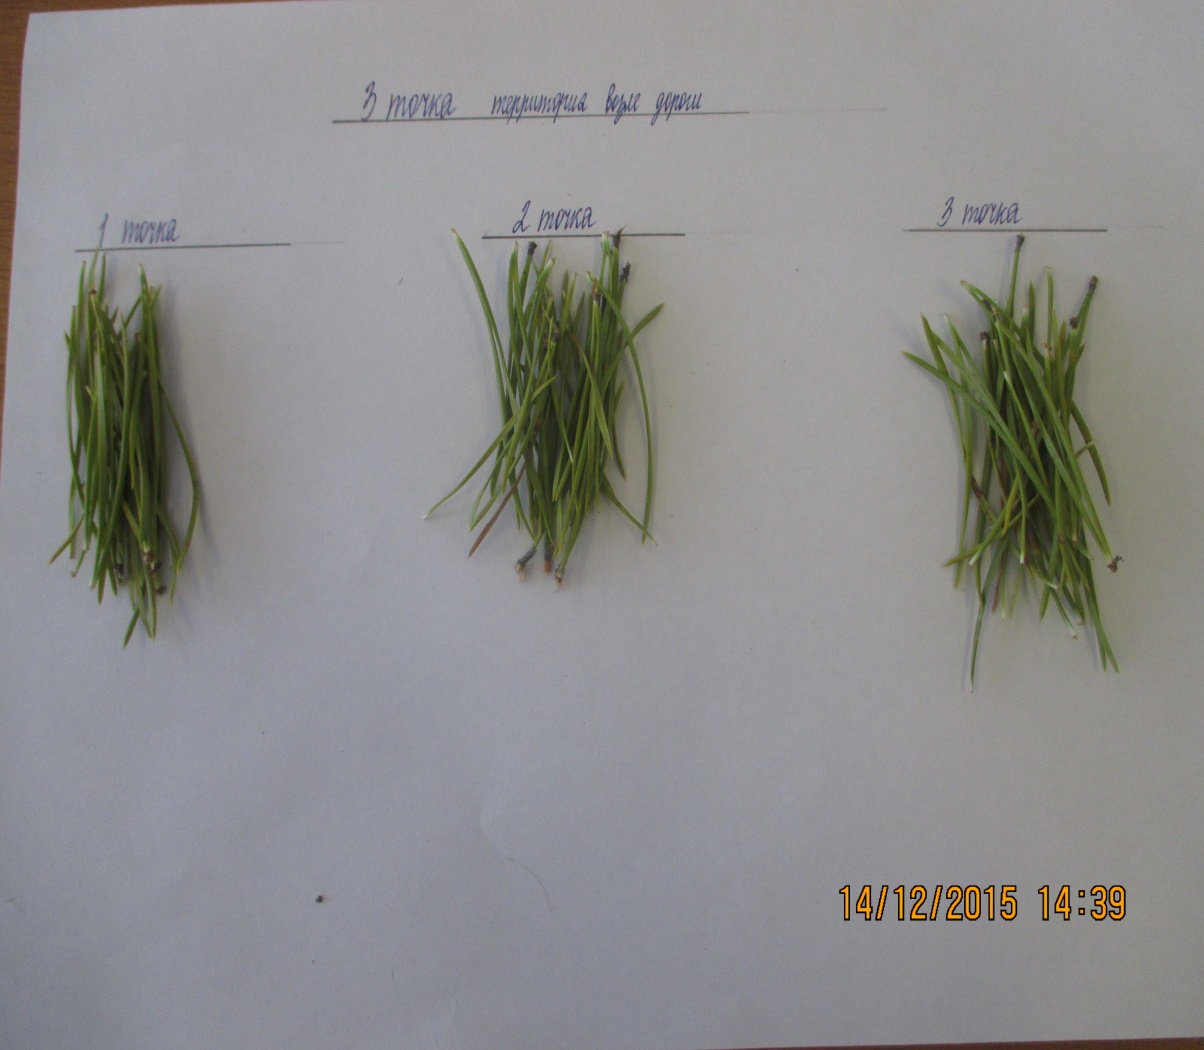 3 точка территория возле дороги
1 точка
2 точка
3 точка
14/12/2015 14:39